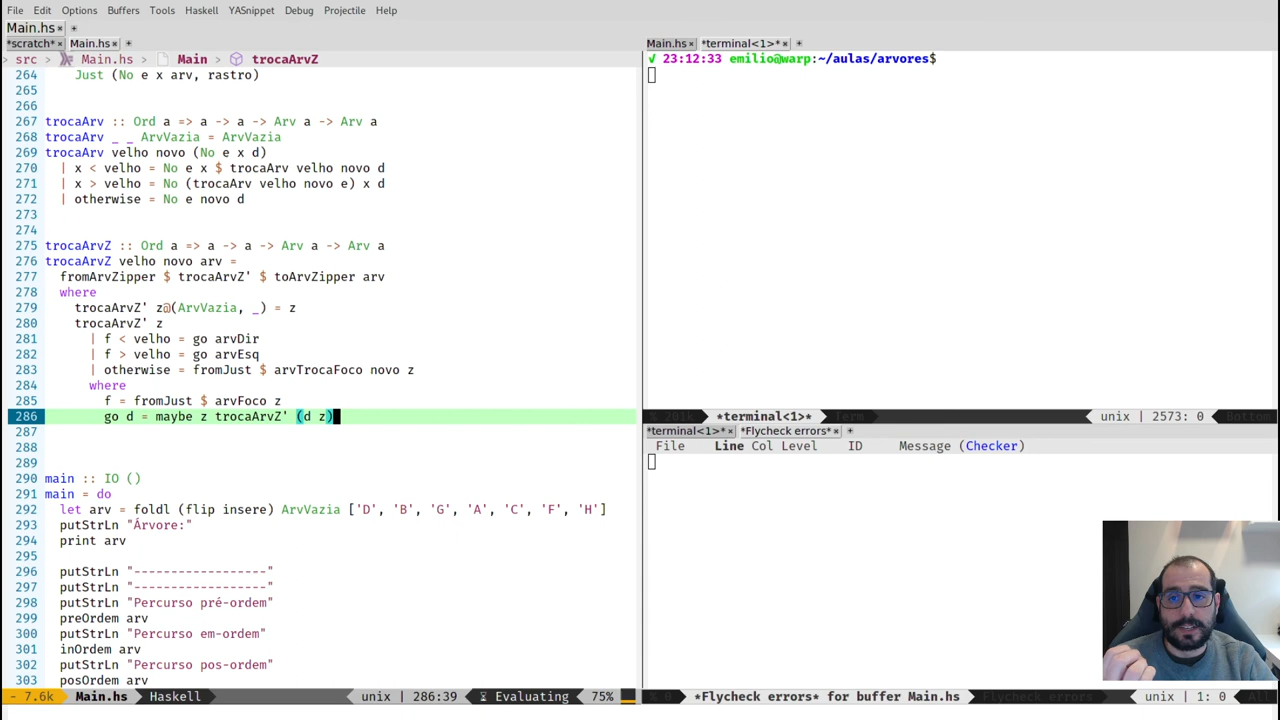 File Edit Options Buffers Tools Haskell YASnippet Debug Projectile Help
Main.hs
*scratch* Main.hs
src Main.hs Main trocaArvZ
264 Just (No e x arv, rastro)
265
266
267 trocaArv :: Ord a => a -> a -> Arv a -> Arv a
268 trocaArv _ _ ArvVazia = ArvVazia
269 trocaArv velho novo (No e x d)
270 | x < velho = No e x $ trocaArv velho novo d
271 | x > velho = No (trocaArv velho novo e) x d
272 | otherwise = No e novo d
273
274
275 trocaArvZ :: Ord a => a -> a -> Arv a -> Arv a
276 trocaArvZ velho novo arv =
277 fromArvZipper $ trocaArvZ' $ toArvZipper arv
278 where
279 trocaArvZ' z@(ArvVazia, _) = z
280 trocaArvZ' z
281 | f < velho = go arvDir
282 | f > velho = go arvEsq
283 | otherwise = fromJust $ arvTrocaFoco novo z
284 where
285 f = fromJust $ arvFoco z
286 go d = maybe z trocaArvZ' (d z)
287
288
289
290 main :: IO ()
291 main = do
292 let arv = foldl (flip insere) ArvVazia ['D', 'B', 'G', 'A', 'C', 'F', 'H']
293 putStrLn "Árvore:"
294 print arv
295
296 putStrLn "------------------"
297 putStrLn "------------------"
298 putStrLn "Percurso pré-ordem"
299 preOrdem arv
300 putStrLn "Percurso em-ordem"
301 inOrdem arv
302 putStrLn "Percurso pos-ordem"
303 posOrdem arv
- 7.6k Main.hs Haskell unix | 286:39 Evaluating 75%
Main.hs *terminal<1>*
√ 23:12:33 emilio@warp:~/aulas/arvores$
*terminal<1>* Term unix | 2573: 0 Bottom
*terminal<1>* *Flycheck errors*
File Line Col Level ID Message (Checker)
% 0 *Flycheck errors* for buffer Main.hs Flycheck errors unix | 1: 0 All